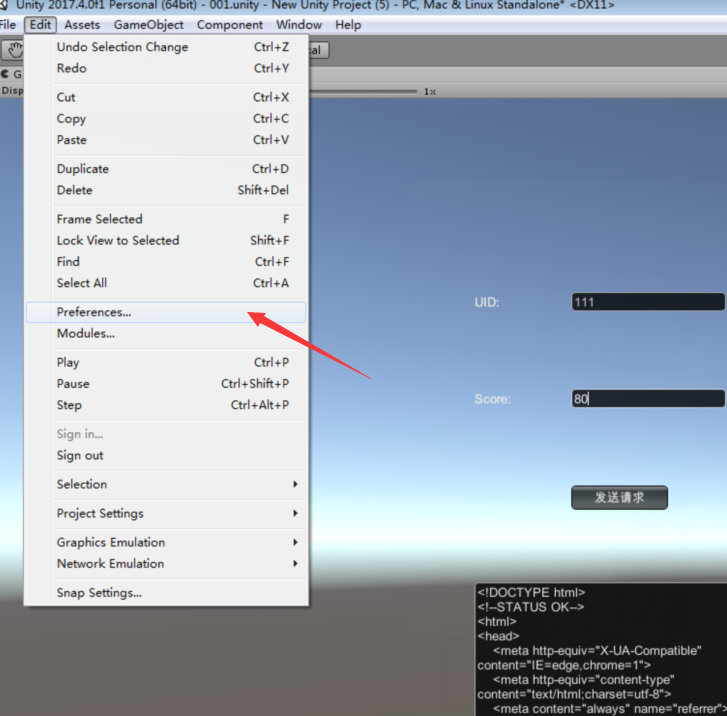 Unity 2017.4.0f1 Personal (64bit) - 001.unity - New Unity Project (5) - PC, Mac & Linux Standalone* <DX11>
File Edit Assets GameObject Component Window Help
Undo Selection Change Ctrl+Z
Redo Ctrl+Y
Cut Ctrl+X
Copy Ctrl+C
Paste Ctrl+V
Duplicate Ctrl+D
Delete Shift+Del
Frame Selected F
Lock View to Selected Shift+F
Find Ctrl+F
Select All Ctrl+A
Preferences...
Modules...
Play Ctrl+P
Pause Ctrl+Shift+P
Step Ctrl+Alt+P
Sign in...
Sign out
Selection
Project Settings
Graphics Emulation
Network Emulation
Snap Settings...
al
G
Disp
1x
UID: 111
Score: 80
发送请求
<!DOCTYPE html>
<!--STATUS OK-->
<html>
<head>
<meta http-equiv="X-UA-Compatible"
content="IE=edge,chrome=1">
<meta http-equiv="content-type"
content="text/html;charset=utf-8">
<meta content="always" name="referrer">